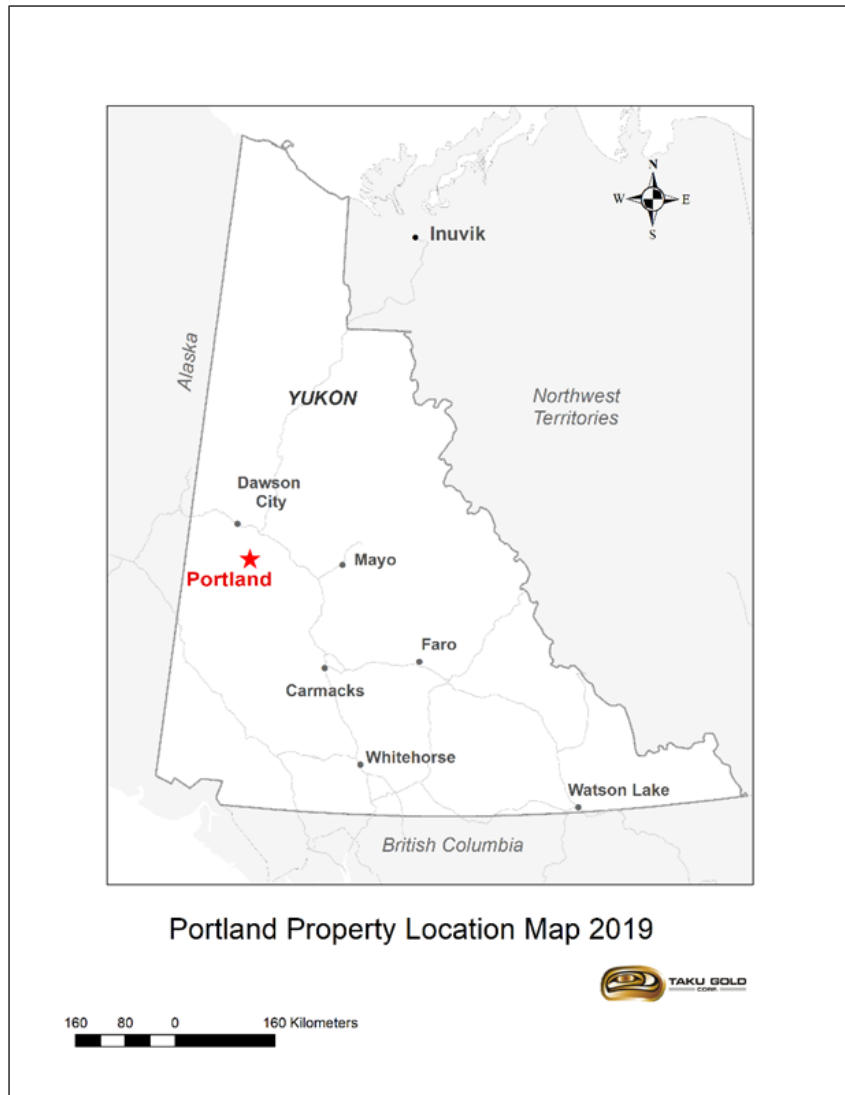 N
W
E
S
Inuvik
Alaska
YUKON
Northwest
Territories
Dawson
City
Mayo
Portland
Faro
Carmacks
Whitehorse
Watson Lake
British Columbia
Portland Property Location Map 2019
TAKU GOLD
CORP.
160 80 0 160 Kilometers